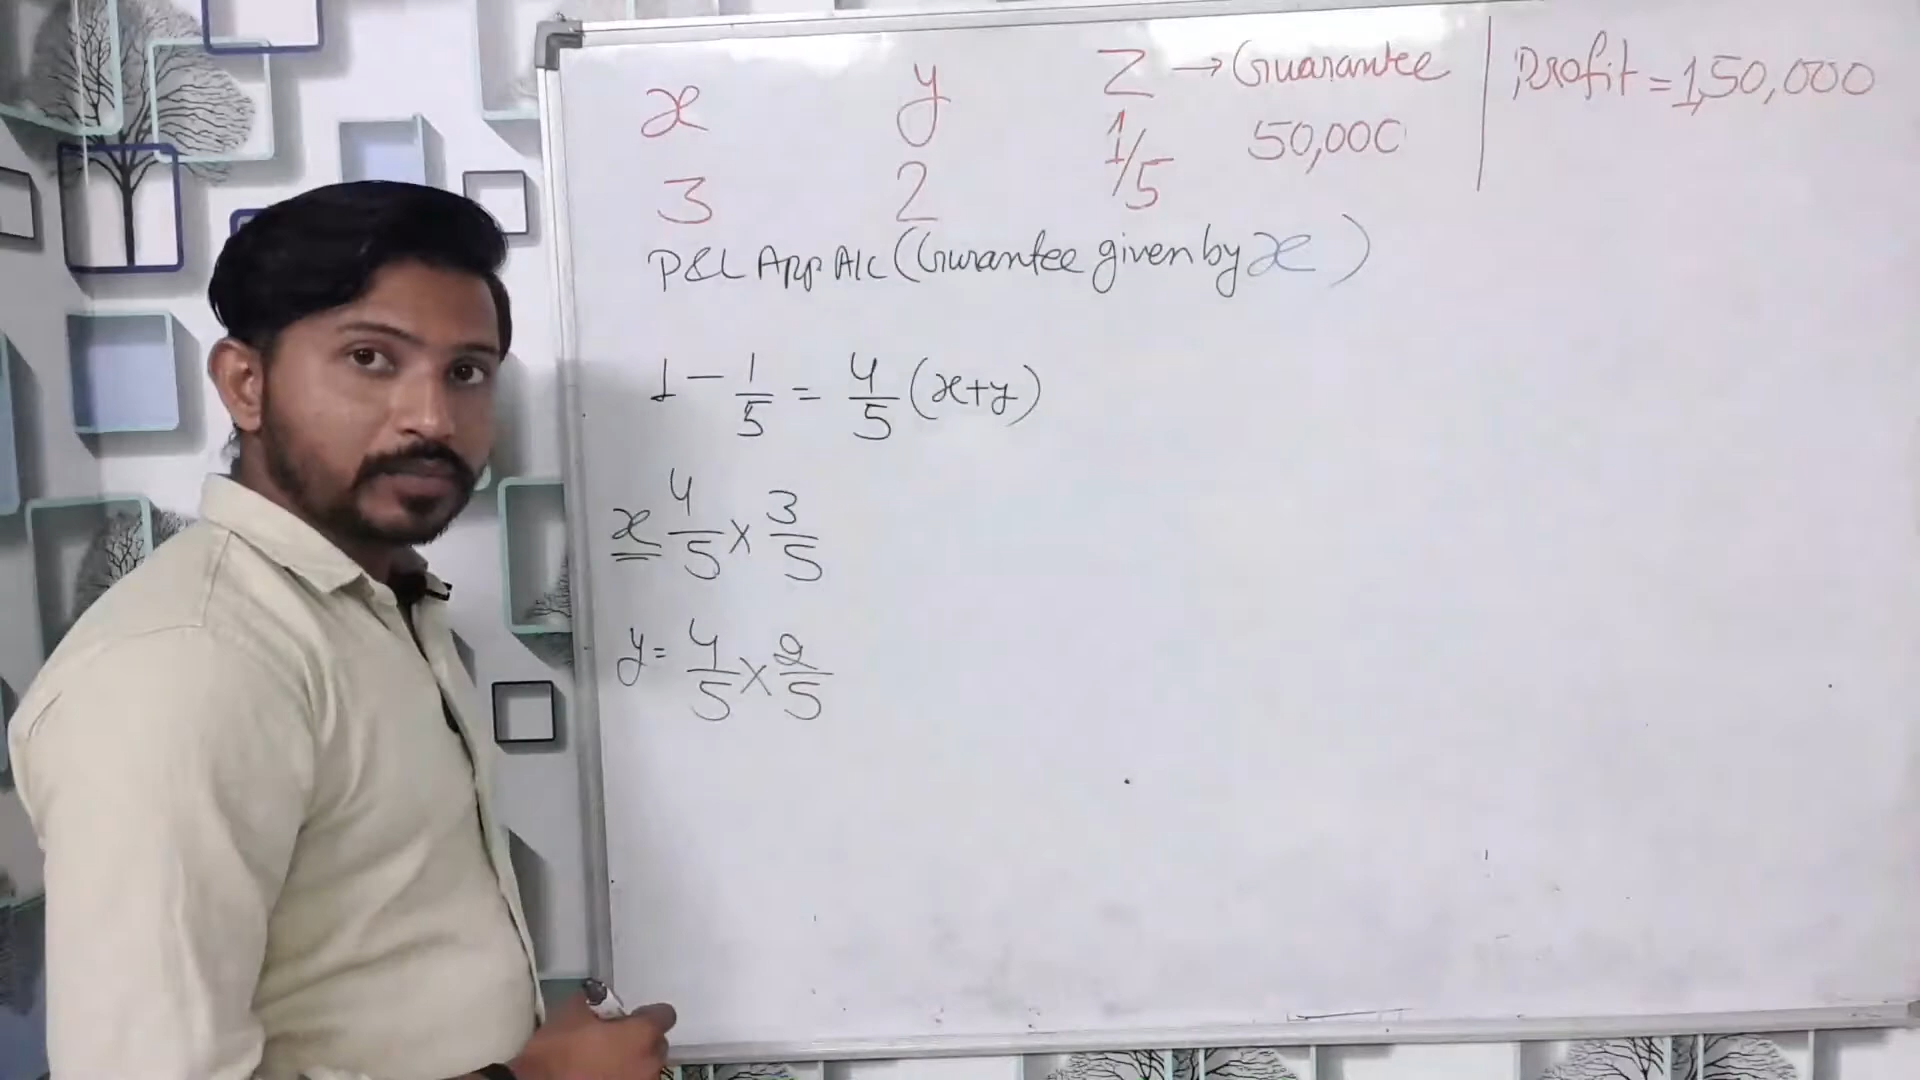 x y Z → Guarantee | Profit = 1,50,000
3 2 1/5 50,000
P&L App A/c (Gurantee given by x)
1 - 1/5 = 4/5 (x+y)
x 4/5 × 3/5
y = 4/5 × 2/5